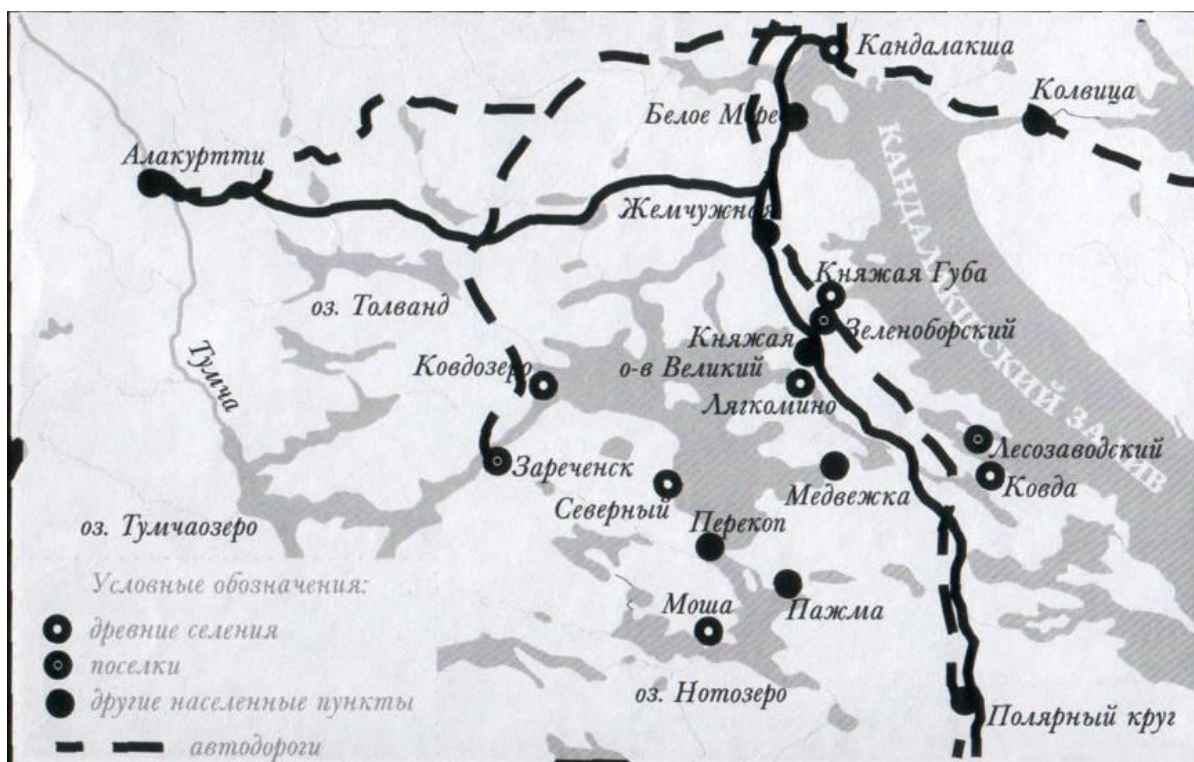 Кандалакша
Колвица
Белое Море
Алакуртти
КАНДАЛАКШСКИЙ ЗАЛИВ
Жемчужная
Княжая Губа
оз. Толванд
Зеленоборский
Княжая
Тумча
Ковдозеро
о-в Великий
Лягкомино
Лесозаводский
Зареченск
Медвежка
Ковда
Северный
Перекоп
оз. Тумчаозеро
Условные обозначения:
Моша
Пажма
древние селения
поселки
оз. Нотозеро
другие населенные пункты
Полярный круг
автодороги